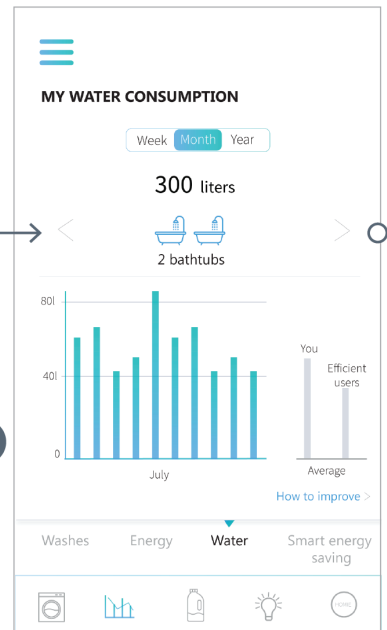 MY WATER CONSUMPTION
Week Month Year
300 liters
2 bathtubs
80l
40l
0
July
You
Efficient
users
Average
How to improve >
Washes Energy Water Smart energy
saving
HOME